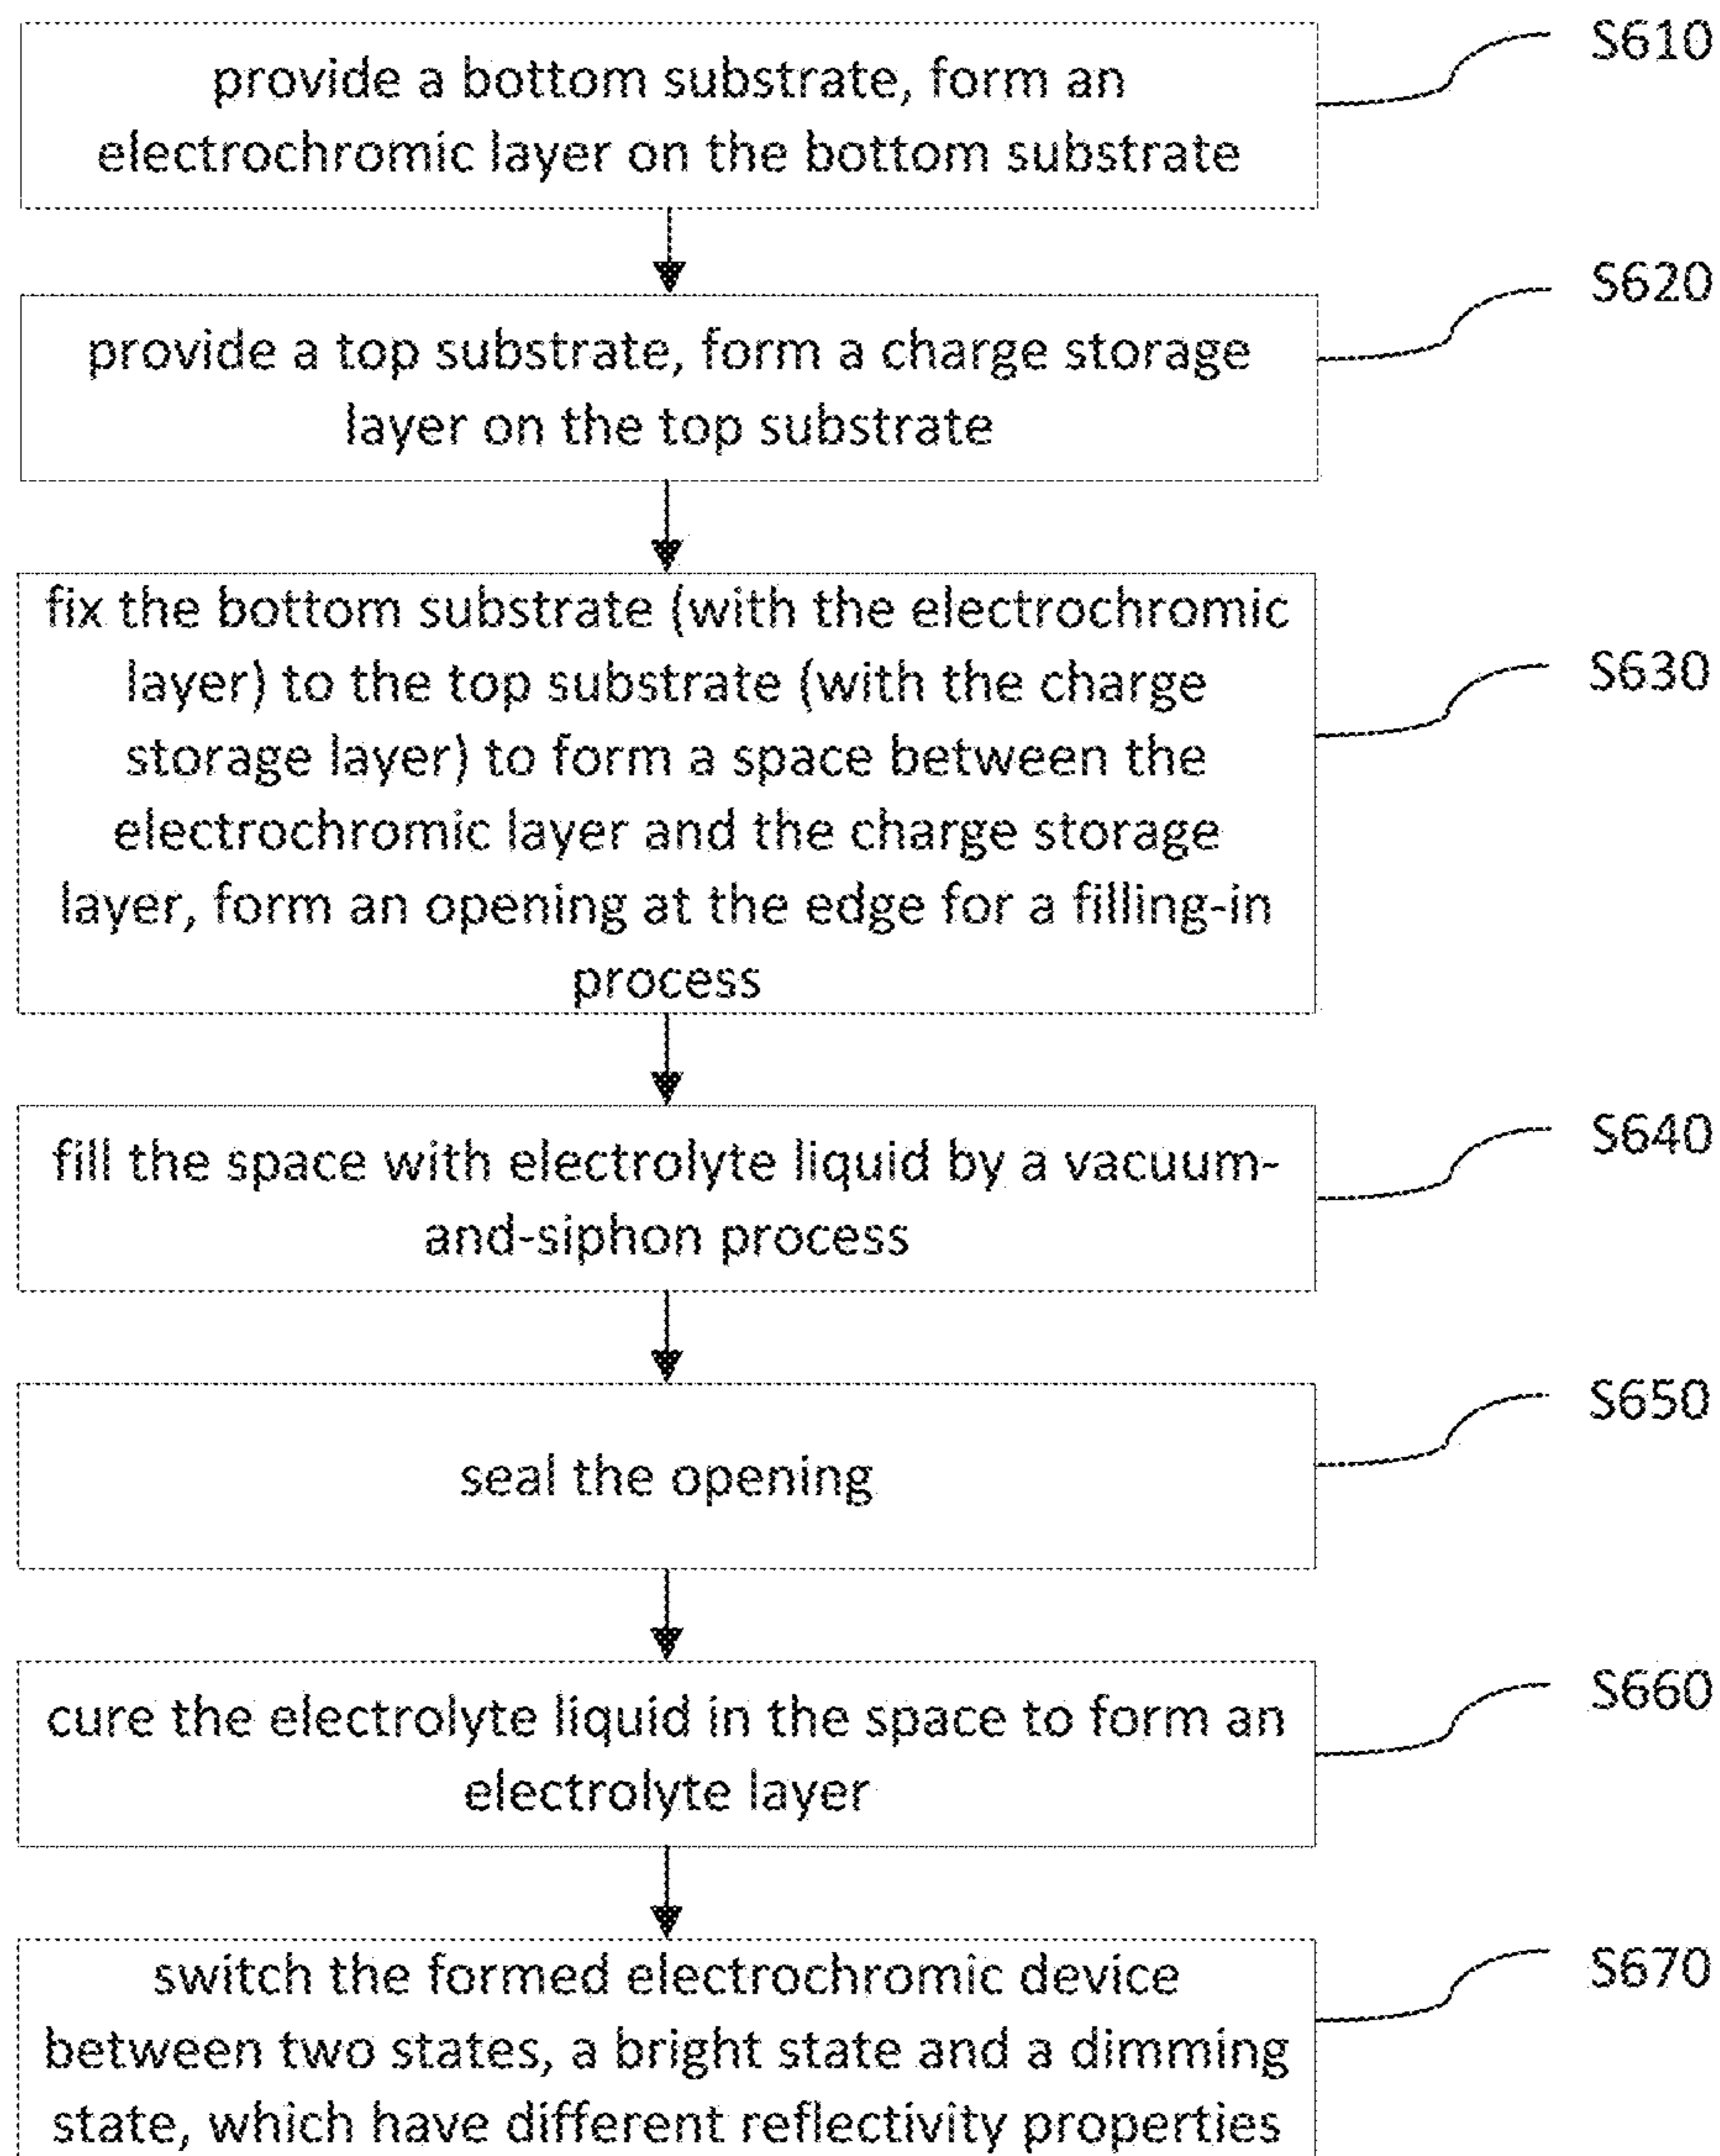 S610
provide a bottom substrate, form an
electrochromic layer on the bottom substrate
S620
provide a top substrate, form a charge storage
layer on the top substrate
fix the bottom substrate (with the electrochromic
layer) to the top substrate (with the charge
S630
storage layer) to form a space between the
electrochromic layer and the charge storage
layer, form an opening at the edge for a filling-in
process
S640
fill the space with electrolyte liquid by a vacuum-
and-siphon process
S650
seal the opening
S660
cure the electrolyte liquid in the space to form an
electrolyte layer
S670
switch the formed electrochromic device
between two states, a bright state and a dimming
state, which have different reflectivity properties